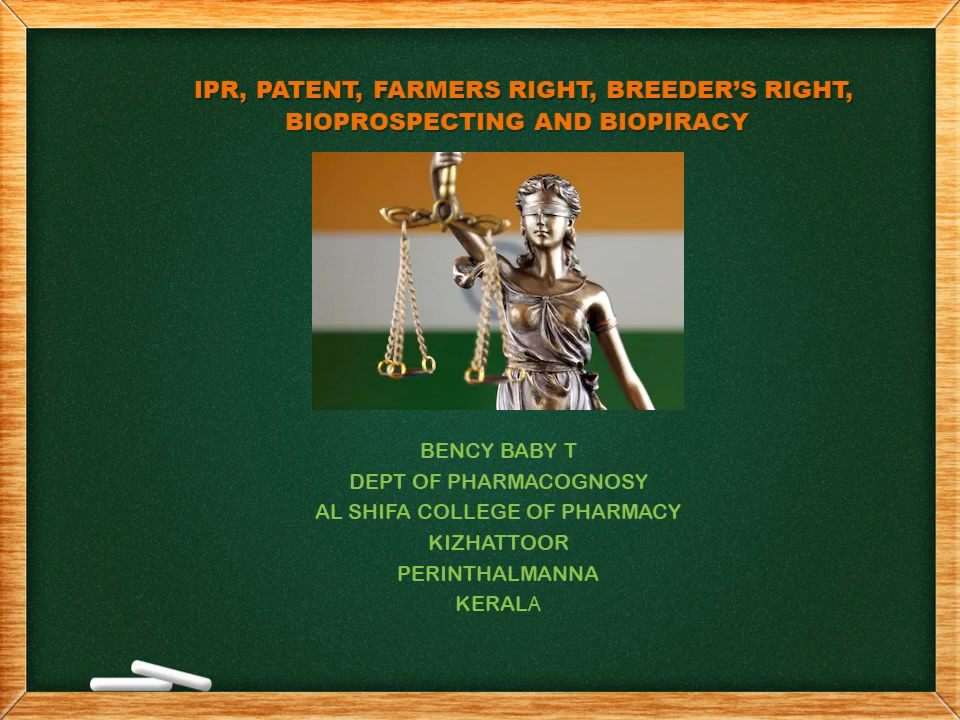 IPR, PATENT, FARMERS RIGHT, BREEDER’S RIGHT,
BIOPROSPECTING AND BIOPIRACY
BENCY BABY T
DEPT OF PHARMACOGNOSY
AL SHIFA COLLEGE OF PHARMACY
KIZHATTOOR
PERINTHALMANNA
KERALA